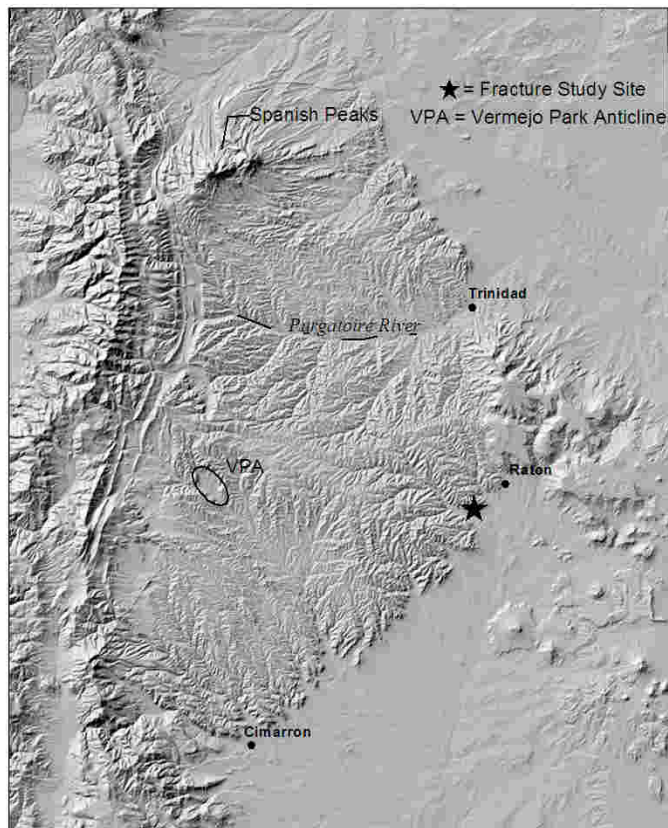 ★ = Fracture Study Site
VPA = Vermejo Park Anticline
Spanish Peaks
Trinidad
Purgatoire River
VPA
Raton
Cimarron